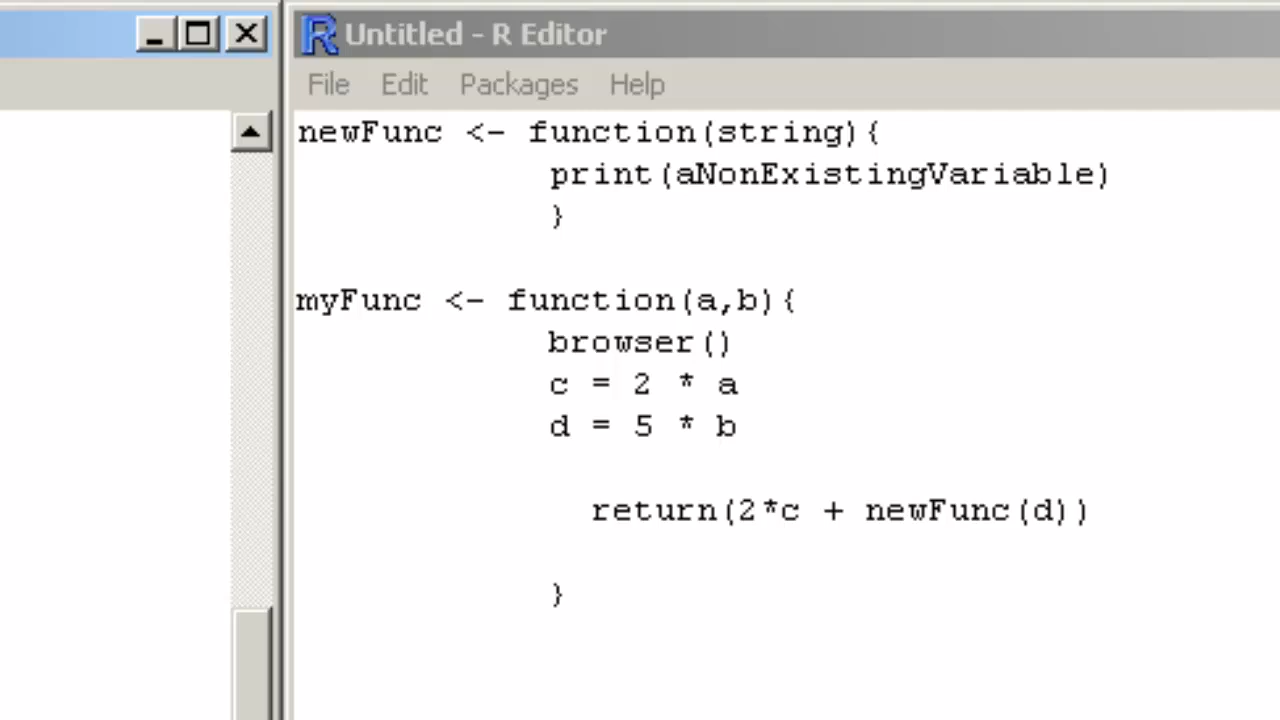 Untitled - R Editor
File Edit Packages Help
newFunc <- function(string){
print(aNonExistingVariable)
}
myFunc <- function(a,b){
browser()
c = 2 * a
d = 5 * b
return(2*c + newFunc(d))
}